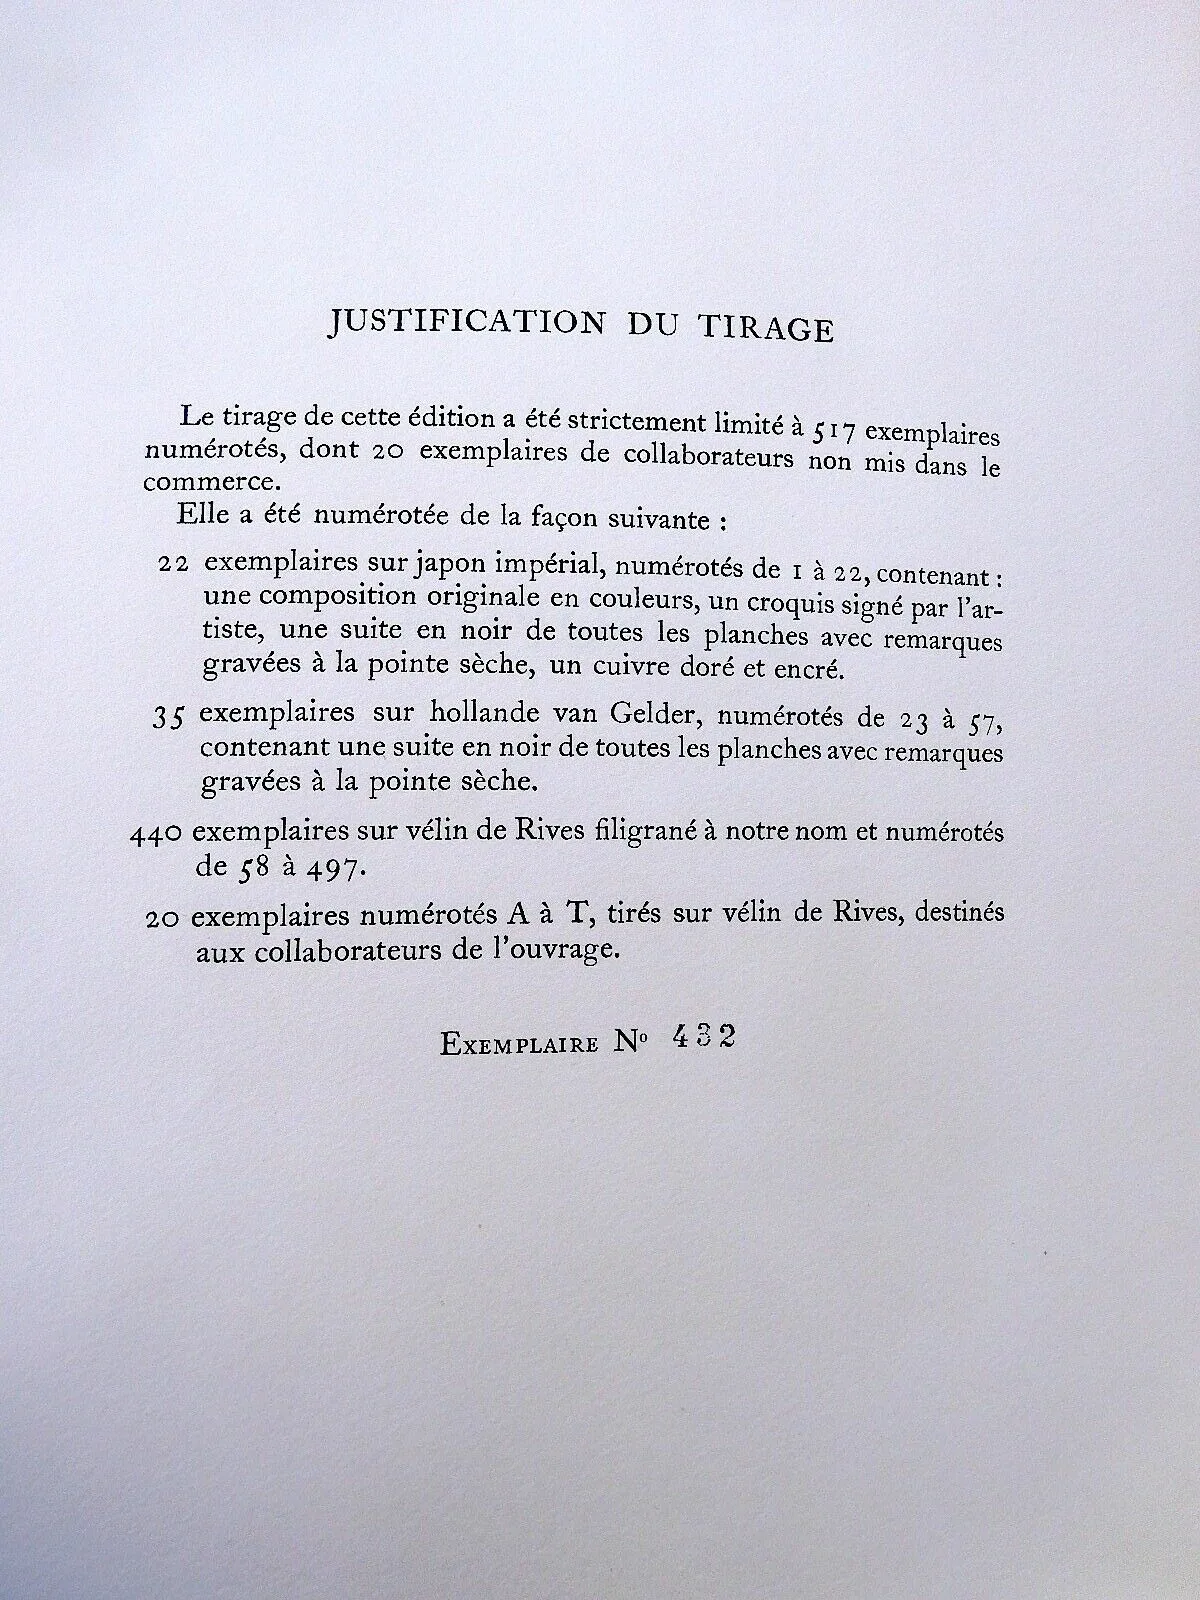 JUSTIFICATION DU TIRAGE
Le tirage de cette édition a été strictement limité à 517 exemplaires
numérotés, dont 20 exemplaires de collaborateurs non mis dans le
commerce.
Elle a été numérotée de la façon suivante :
22 exemplaires sur japon impérial, numérotés de 1 à 22, contenant :
une composition originale en couleurs, un croquis signé par l'ar-
tiste, une suite en noir de toutes les planches avec remarques
gravées à la pointe sèche, un cuivre doré et encré.
35 exemplaires sur hollande van Gelder, numérotés de 23 à 57,
contenant une suite en noir de toutes les planches avec remarques
gravées à la pointe sèche.
440 exemplaires sur vélin de Rives filigrané à notre nom et numérotés
de 58 à 497.
20 exemplaires numérotés A à T, tirés sur vélin de Rives, destinés
aux collaborateurs de l'ouvrage.
EXEMPLAIRE Nº 432